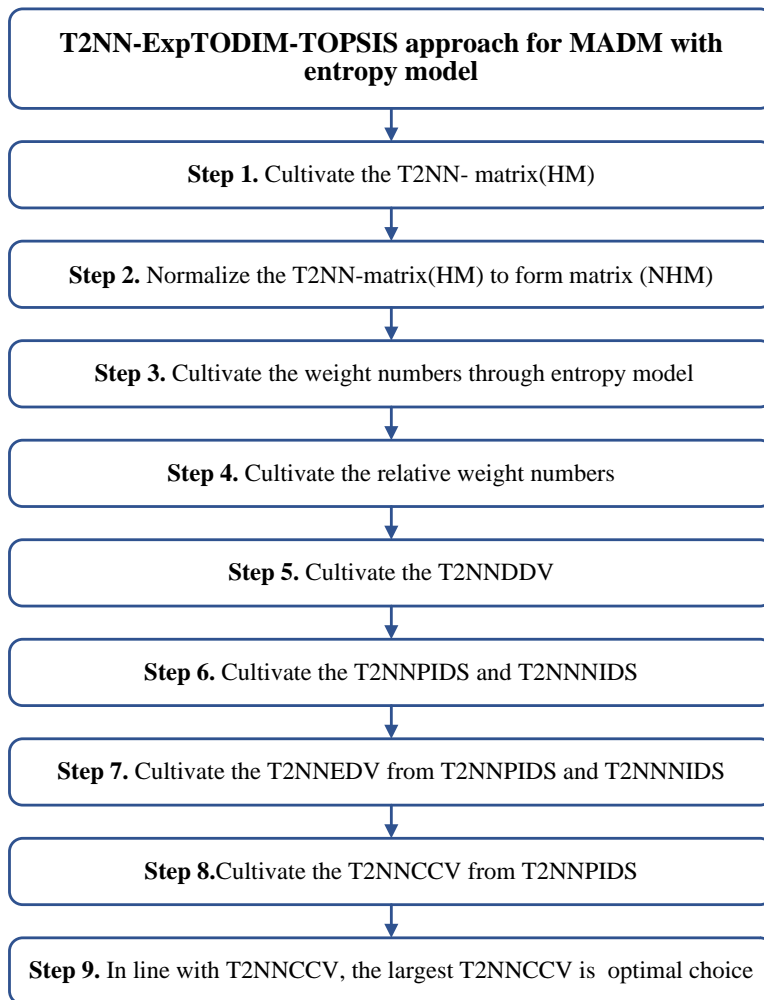 T2NN-ExpTODIM-TOPSIS approach for MADM with
entropy model
Step 1. Cultivate the T2NN- matrix(HM)
Step 2. Normalize the T2NN-matrix(HM) to form matrix (NHM)
Step 3. Cultivate the weight numbers through entropy model
Step 4. Cultivate the relative weight numbers
Step 5. Cultivate the T2NNDDV
Step 6. Cultivate the T2NNPIDS and T2NNNIDS
Step 7. Cultivate the T2NNEDV from T2NNPIDS and T2NNNIDS
Step 8.Cultivate the T2NNCCV from T2NNPIDS
Step 9. In line with T2NNCCV, the largest T2NNCCV is  optimal choice